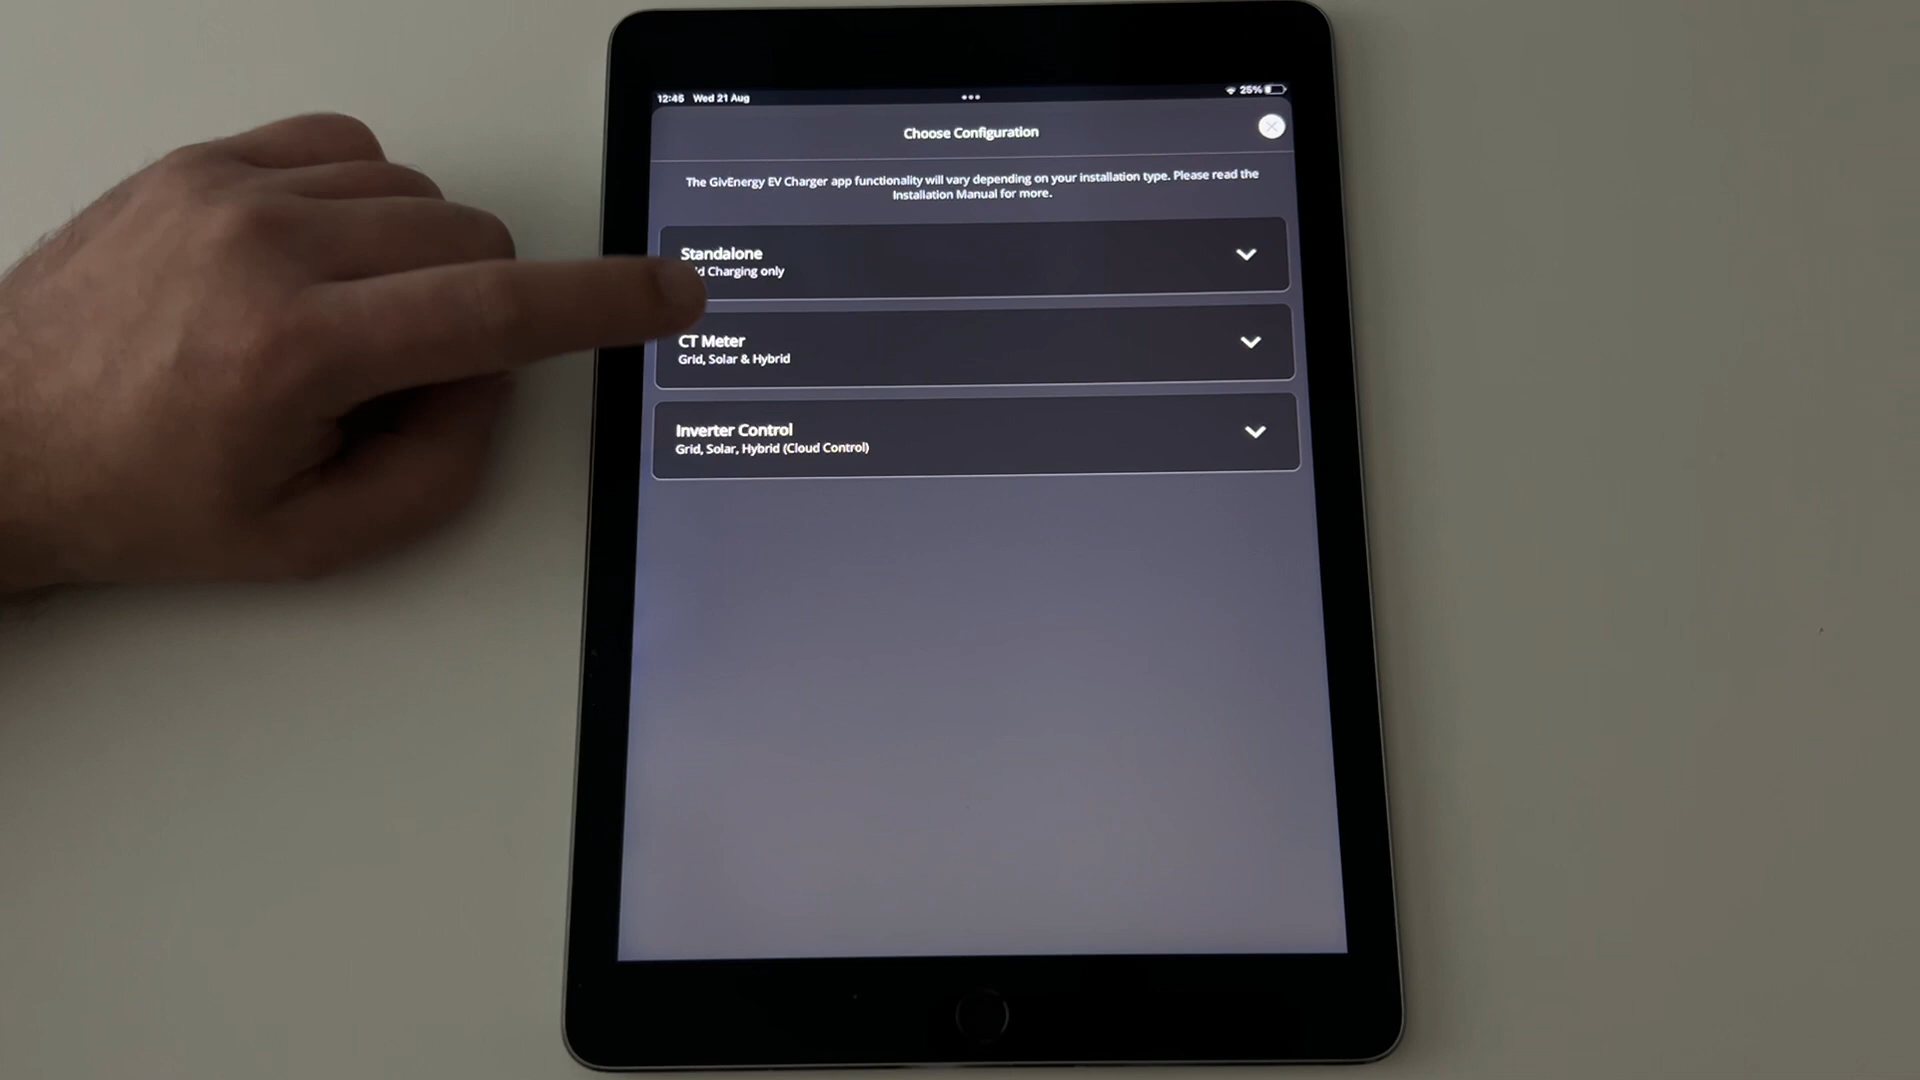 12:45 Wed 21 Aug
25%
Choose Configuration
The GivEnergy EV Charger app functionality will vary depending on your installation type. Please read the
Installation Manual for more.
Standalone
Charging only
CT Meter
Grid, Solar & Hybrid
Inverter Control
Grid, Solar, Hybrid (Cloud Control)